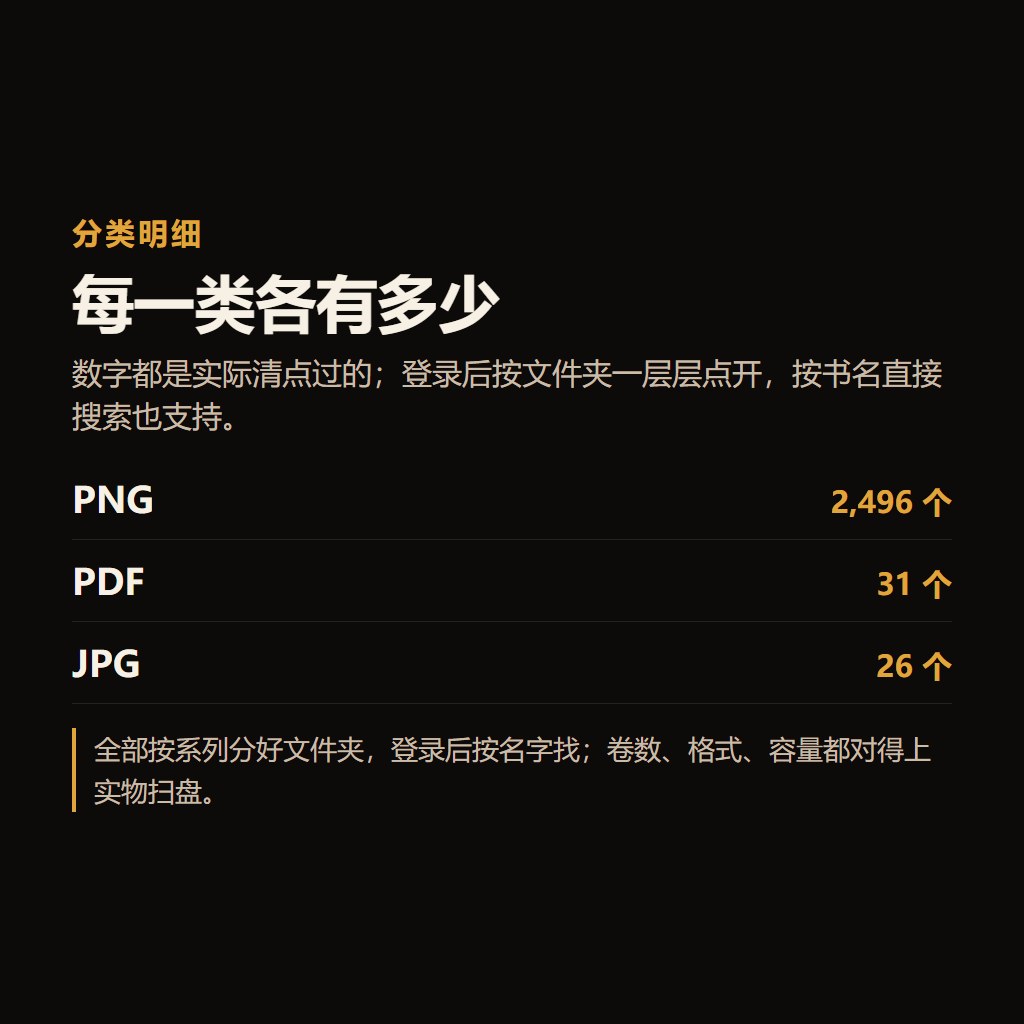 分类明细
每一类各有多少
数字都是实际清点过的；登录后按文件夹一层层点开，按书名直接
搜索也支持。
PNG 2,496 个
PDF 31 个
JPG 26 个
全部按系列分好文件夹，登录后按名字找；卷数、格式、容量都对得上
实物扫盘。